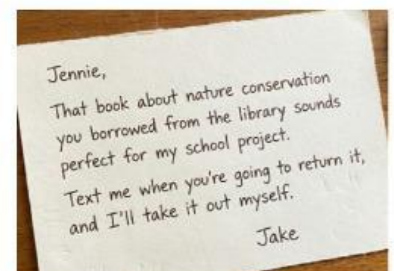 Jennie,
That book about nature conservation
you borrowed from the library sounds
perfect for my school project.
Text me when you're going to return it,
and I'll take it out myself.
Jake